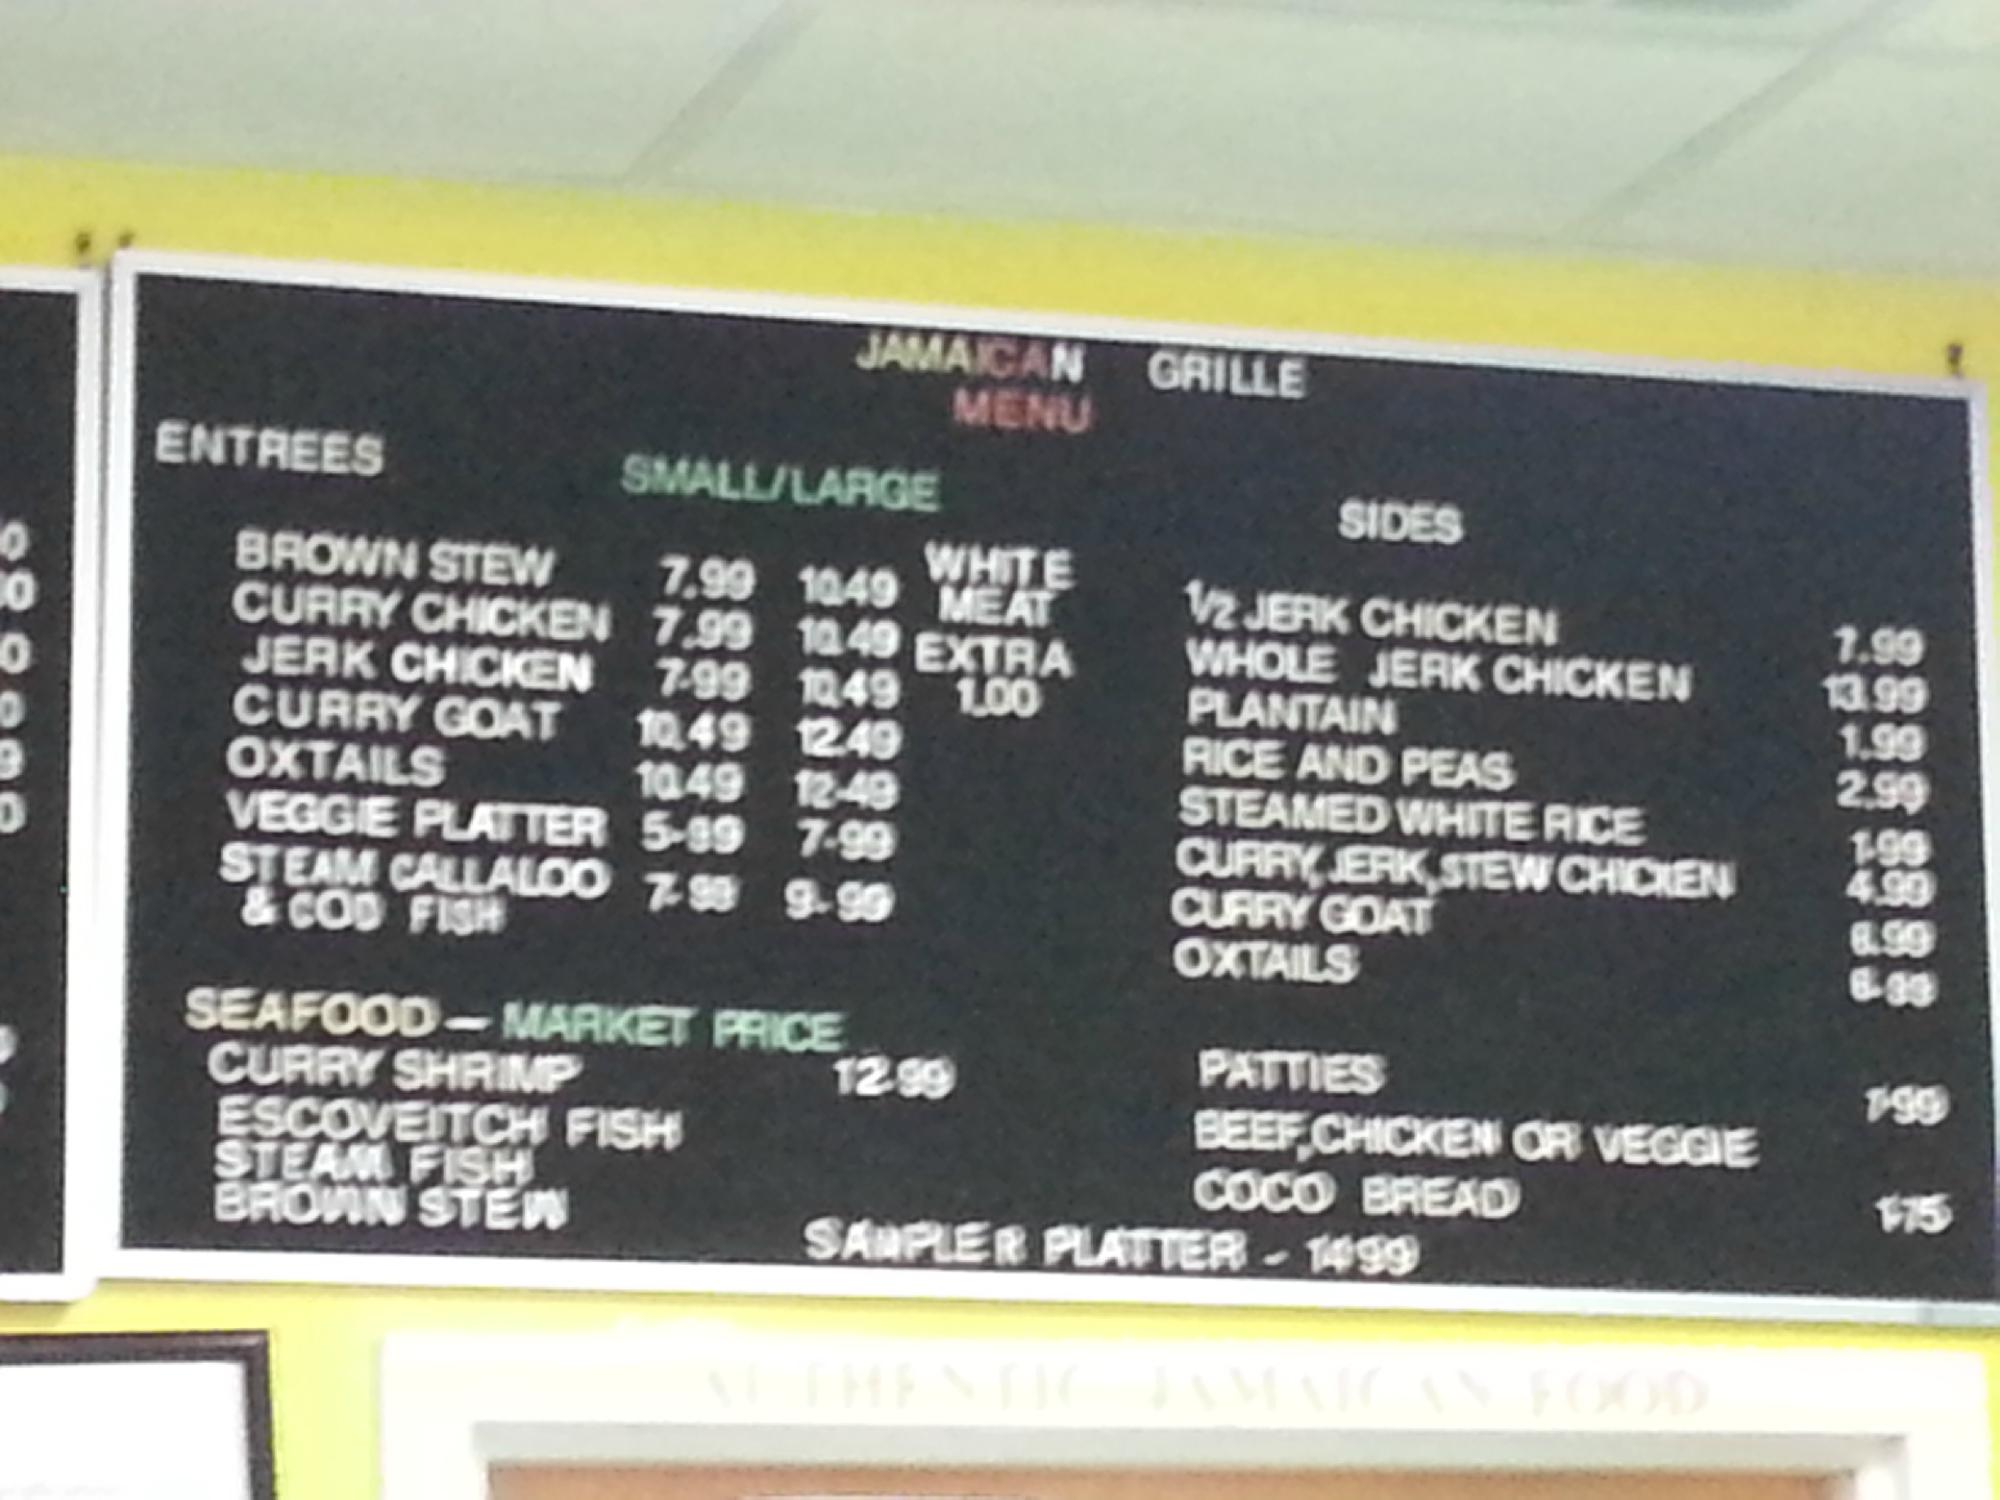 JAMAICAN GRILLE
MENU
ENTREES
SMALL/LARGE
BROWN STEW 7.99 10.49
CURRY CHICKEN 7.99 10.49
JERK CHICKEN 7.99 10.49
WHITE
MEAT
EXTRA
1.00
CURRY GOAT 10.49 12.49
OXTAILS 10.49 12.49
VEGGIE PLATTER 5.99 7.99
STEAM CALLALOO 7.99 9.99
& COD FISH
SEAFOOD – MARKET PRICE
CURRY SHRIMP 12.99
ESCOVEITCH FISH
STEAM FISH
BROWN STEW
SIDES
1/2 JERK CHICKEN 7.99
WHOLE JERK CHICKEN 13.99
PLANTAIN 1.99
RICE AND PEAS 2.99
STEAMED WHITE RICE 1.99
CURRY,JERK,STEW CHICKEN 4.99
CURRY GOAT 6.99
OXTAILS 6.99
PATTIES 1.99
BEEF,CHICKEN OR VEGGIE
COCO BREAD 1.75
SAMPLER PLATTER - 14.99
AUTHENTIC JAMAICAN FOOD